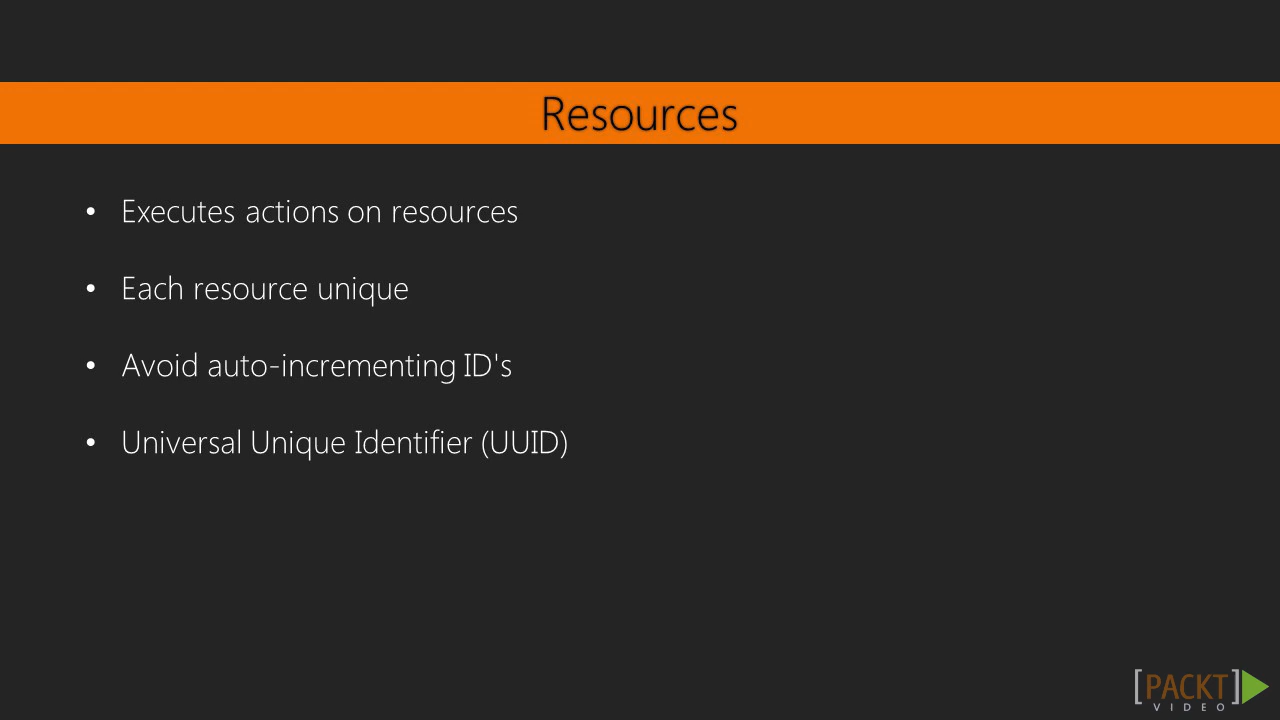 Resources
• Executes actions on resources
• Each resource unique
• Avoid auto-incrementing ID's
• Universal Unique Identifier (UUID)
[PACKT]
VIDEO